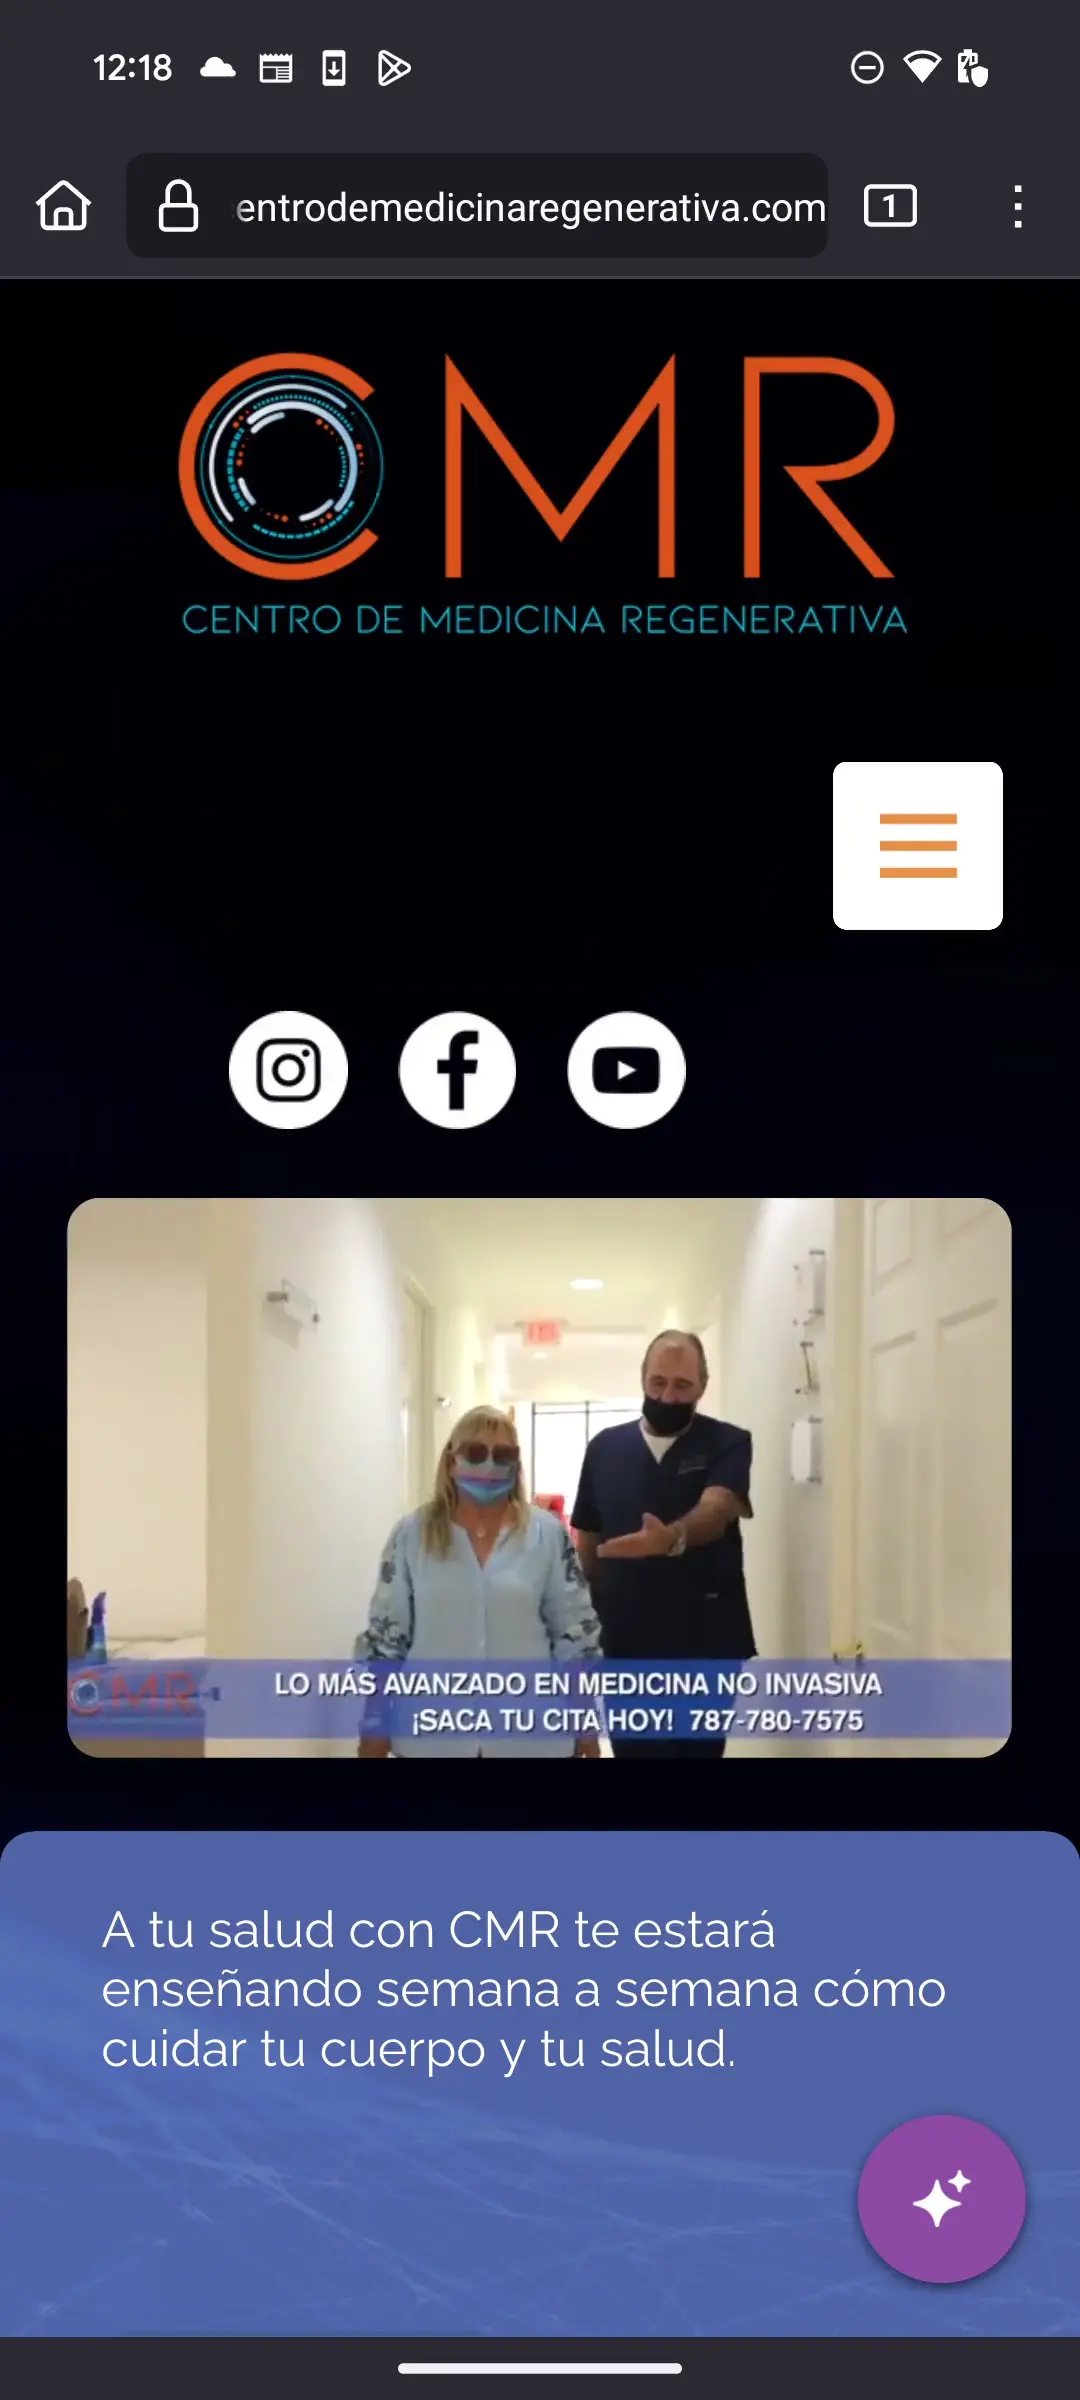 12:18
entrodemedicinaregenerativa.com
1
CMR
CENTRO DE MEDICINA REGENERATIVA
CMR
LO MÁS AVANZADO EN MEDICINA NO INVASIVA
¡SACA TU CITA HOY! 787-780-7575
A tu salud con CMR te estará
enseñando semana a semana cómo
cuidar tu cuerpo y tu salud.